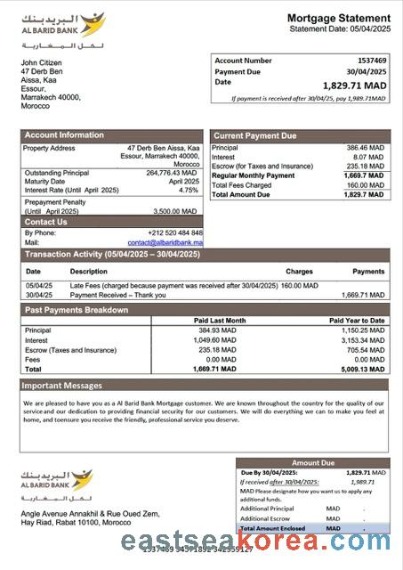 البريد بنك
AL BARID BANK
لكل المغاربة
Mortgage Statement
Statement Date: 05/04/2025
John Citizen
47 Derb Ben
Aissa, Kaa
Essour,
Marrakech 40000,
Morocco
Account Number 1537469
Payment Due 30/04/2025
Date 1,829.71 MAD
If payment is received after 30/04/25, pay 1,989.71MAD
Account Information
Property Address 47 Derb Ben Aissa, Kaa
Essour, Marrakech 40000,
Morocco
Outstanding Principal 264,776.43 MAD
Maturity Date April 2025
Interest Rate (Until April 2025) 4.75%
Prepayment Penalty
(Until April 2025) 3,500.00 MAD
Contact Us
By Phone: +212 520 484 848
Mail: contact@albaridbank.ma
Current Payment Due
Principal 386.46 MAD
Interest 8.07 MAD
Escrow (for Taxes and Insurance) 235.18 MAD
Regular Monthly Payment 1,669.7 MAD
Total Fees Charged 160.00 MAD
Total Amount Due 1,829.7 MAD
Transaction Activity (05/04/2025 – 30/04/2025)
Date Description Charges Payments
05/04/25 Late Fees (charged because payment was received after 30/04/2025) 160.00 MAD
30/04/25 Payment Received – Thank you 1,669.71 MAD
Past Payments Breakdown
Paid Last Month Paid Year to Date
Principal 384.93 MAD 1,150.25 MAD
Interest 1,049.60 MAD 3,153.34 MAD
Escrow (Taxes and Insurance) 235.18 MAD 705.54 MAD
Fees 0.00 MAD 0.00 MAD
Total 1,669.71 MAD 5,009.13 MAD
Important Messages
We are pleased to have you as a Al Barid Bank Mortgage customer. We are known throughout the country for the quality of our
service and our dedication to providing financial security for our customers. We will do everything we can to make you feel at
home, and toensure you receive the friendly, professional service you deserve.
البريد بنك
AL BARID BANK
لكل المغاربة
Angle Avenue Annakhil & Rue Oued Zem,
Hay Riad, Rabat 10100, Morocco
Amount Due
Due By 30/04/2025: 1,829.71 MAD
If received after 30/04/2025: 1,989.71
MAD Please designate how you want us to apply any
additional funds.
Additional Principal MAD .
Additional Escrow MAD .
Total Amount Enclosed MAD .
eastseakorea.com
1537469 34571892 342959127